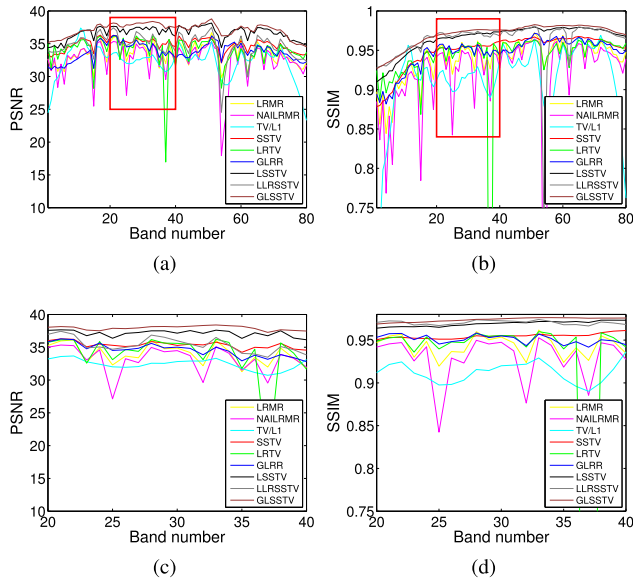 40
35
30
25
20
15
10
PSNR
20 40 60 80
Band number
LRMR
NAILRMR
TV/L1
SSTV
LRTV
GLRR
LSSTV
LLRSSTV
GLSSTV
(a)
1
0.95
0.9
0.85
0.8
0.75
SSIM
20 40 60 80
Band number
LRMR
NAILRMR
TV/L1
SSTV
LRTV
GLRR
LSSTV
LLRSSTV
GLSSTV
(b)
40
35
30
25
20
15
10
PSNR
20 25 30 35 40
Band number
LRMR
NAILRMR
TV/L1
SSTV
LRTV
GLRR
LSSTV
LLRSSTV
GLSSTV
(c)
1
0.95
0.9
0.85
0.8
0.75
SSIM
20 25 30 35 40
Band number
LRMR
NAILRMR
TV/L1
SSTV
LRTV
GLRR
LSSTV
LLRSSTV
GLSSTV
(d)